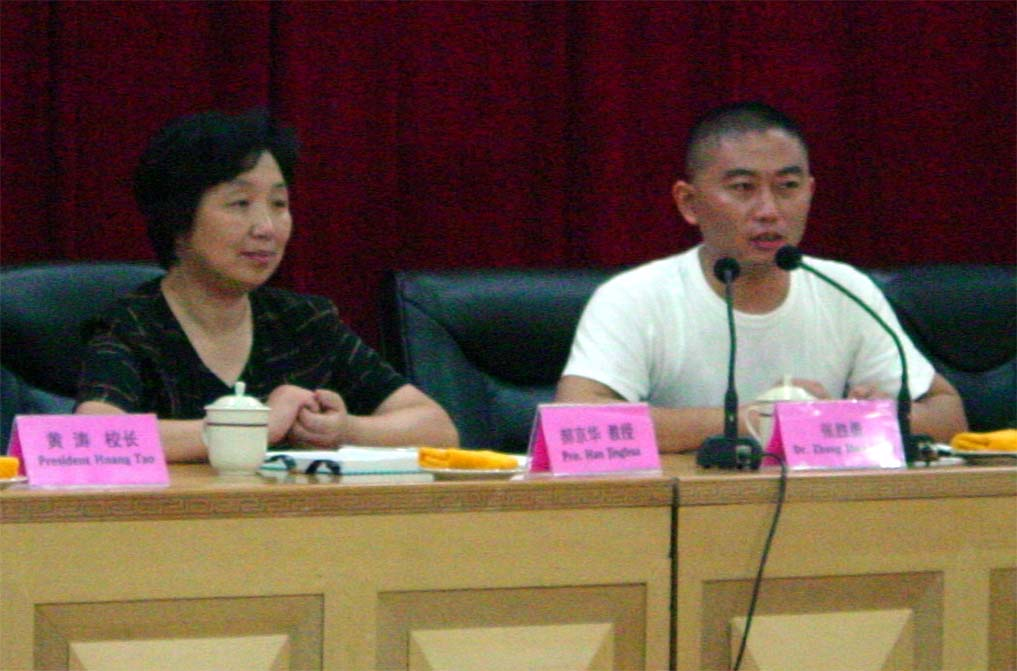 黄涛 校长
President Huang Tao
郝京华 教授
Pro. Hao Jinghua
Dr. Zhang